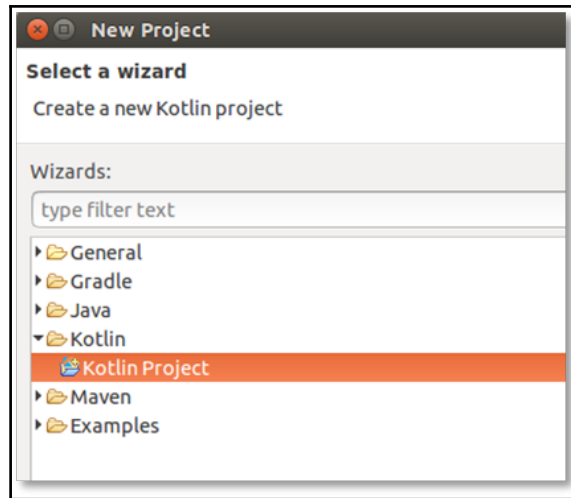 New Project
Select a wizard
Create a new Kotlin project
Wizards:
type filter text
General
Gradle
Java
Kotlin
Kotlin Project
Maven
Examples